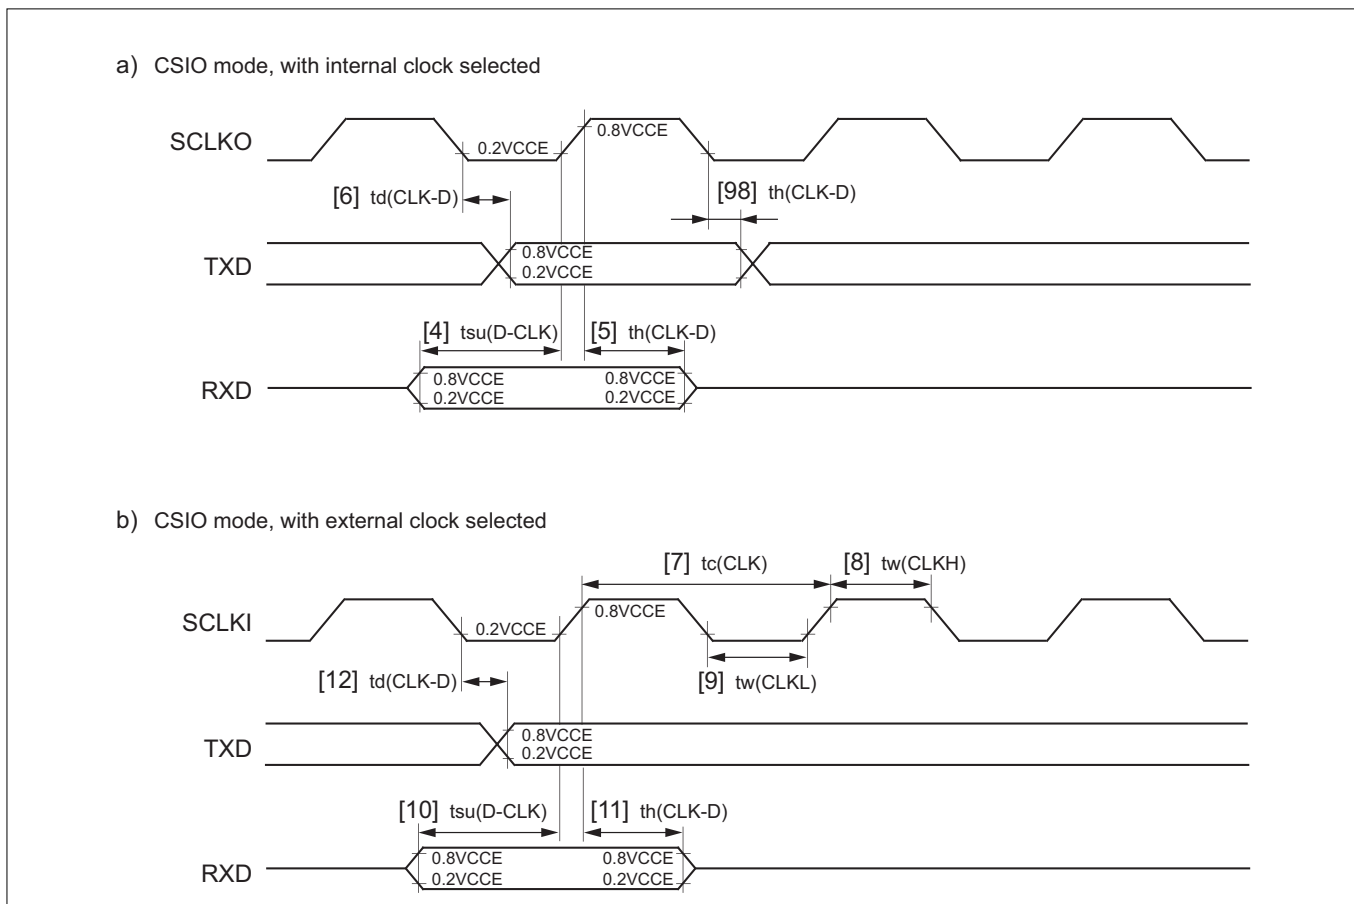 a) CSIO mode, with internal clock selected
SCLKO
0.2VCCE
0.8VCCE
[6] td(CLK-D)
[98] th(CLK-D)
TXD
0.8VCCE
0.2VCCE
[4] tsu(D-CLK)
[5] th(CLK-D)
RXD
0.8VCCE
0.8VCCE
0.2VCCE
0.2VCCE
b) CSIO mode, with external clock selected
[7] tc(CLK)
[8] tw(CLKH)
SCLKI
0.2VCCE
0.8VCCE
[12] td(CLK-D)
[9] tw(CLKL)
TXD
0.8VCCE
0.2VCCE
[10] tsu(D-CLK)
[11] th(CLK-D)
RXD
0.8VCCE
0.8VCCE
0.2VCCE
0.2VCCE